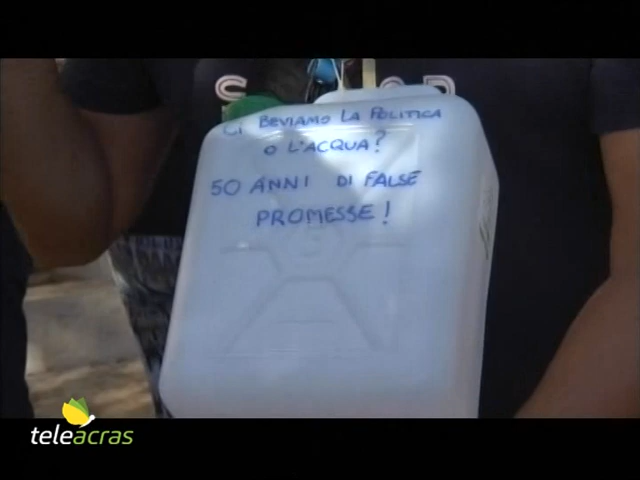 CI BEVIAMO LA POLITICA
O L'ACQUA?
50 ANNI DI FALSE
PROMESSE!
teleacras